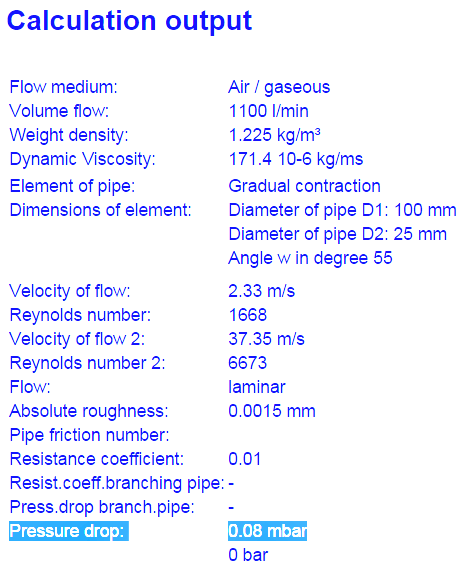 Calculation output
Flow medium: Air / gaseous
Volume flow: 1100 l/min
Weight density: 1.225 kg/m³
Dynamic Viscosity: 171.4 10-6 kg/ms
Element of pipe: Gradual contraction
Dimensions of element: Diameter of pipe D1: 100 mm
Diameter of pipe D2: 25 mm
Angle w in degree 55
Velocity of flow: 2.33 m/s
Reynolds number: 1668
Velocity of flow 2: 37.35 m/s
Reynolds number 2: 6673
Flow: laminar
Absolute roughness: 0.0015 mm
Pipe friction number:
Resistance coefficient: 0.01
Resist.coeff.branching pipe: -
Press.drop branch.pipe: -
Pressure drop: 0.08 mbar
0 bar